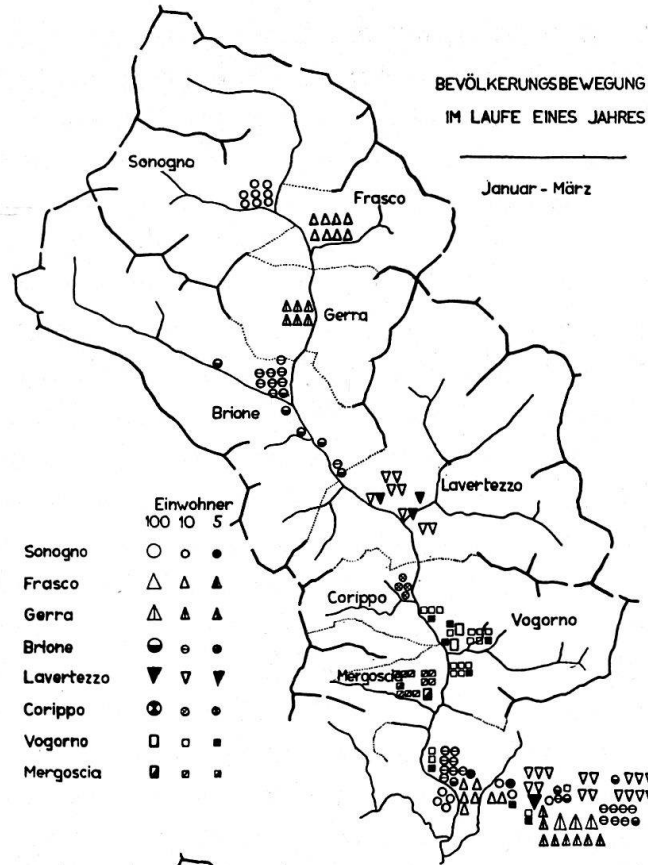 BEVÖLKERUNGSBEWEGUNG
IM LAUFE EINES JAHRES
Januar - März
Sonogno
Frasco
Gerra
Brione
Lavertezzo
Corippo
Vogorno
Mergoscia
Einwohner
100 10 5
Sonogno
Frasco
Gerra
Brione
Lavertezzo
Corippo
Vogorno
Mergoscia